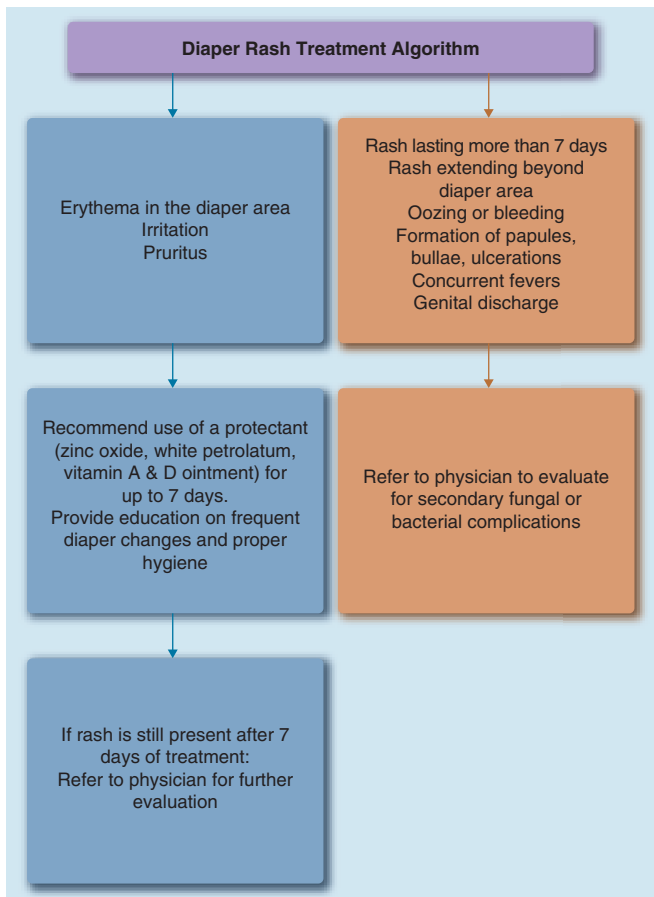 Diaper Rash Treatment Algorithm
Erythema in the diaper area
Irritation
Pruritus
Rash lasting more than 7 days
Rash extending beyond
diaper area
Oozing or bleeding
Formation of papules,
bullae, ulcerations
Concurrent fevers
Genital discharge
Recommend use of a protectant
(zinc oxide, white petrolatum,
vitamin A & D ointment) for
up to 7 days.
Provide education on frequent
diaper changes and proper
hygiene
Refer to physician to evaluate
for secondary fungal or
bacterial complications
If rash is still present after 7
days of treatment:
Refer to physician for further
evaluation